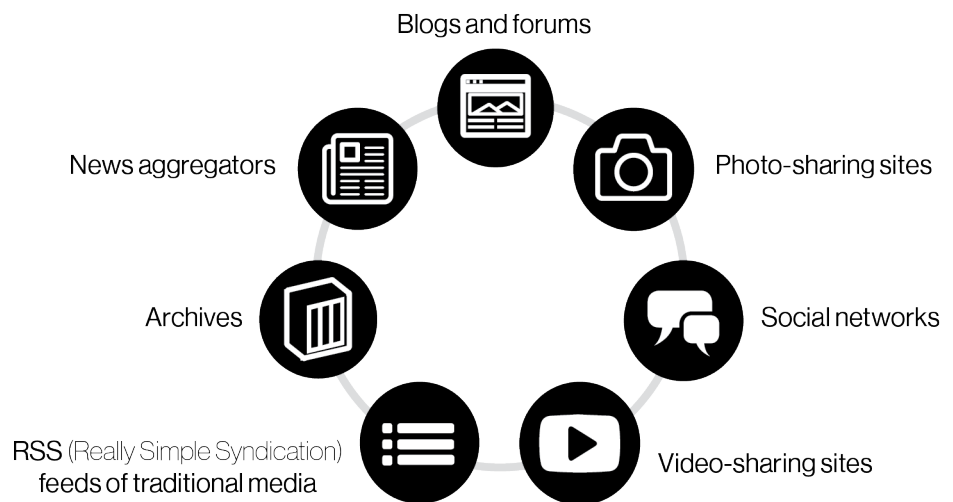 Blogs and forums
News aggregators
Photo-sharing sites
Archives
Social networks
RSS (Really Simple Syndication)
feeds of traditional media
Video-sharing sites